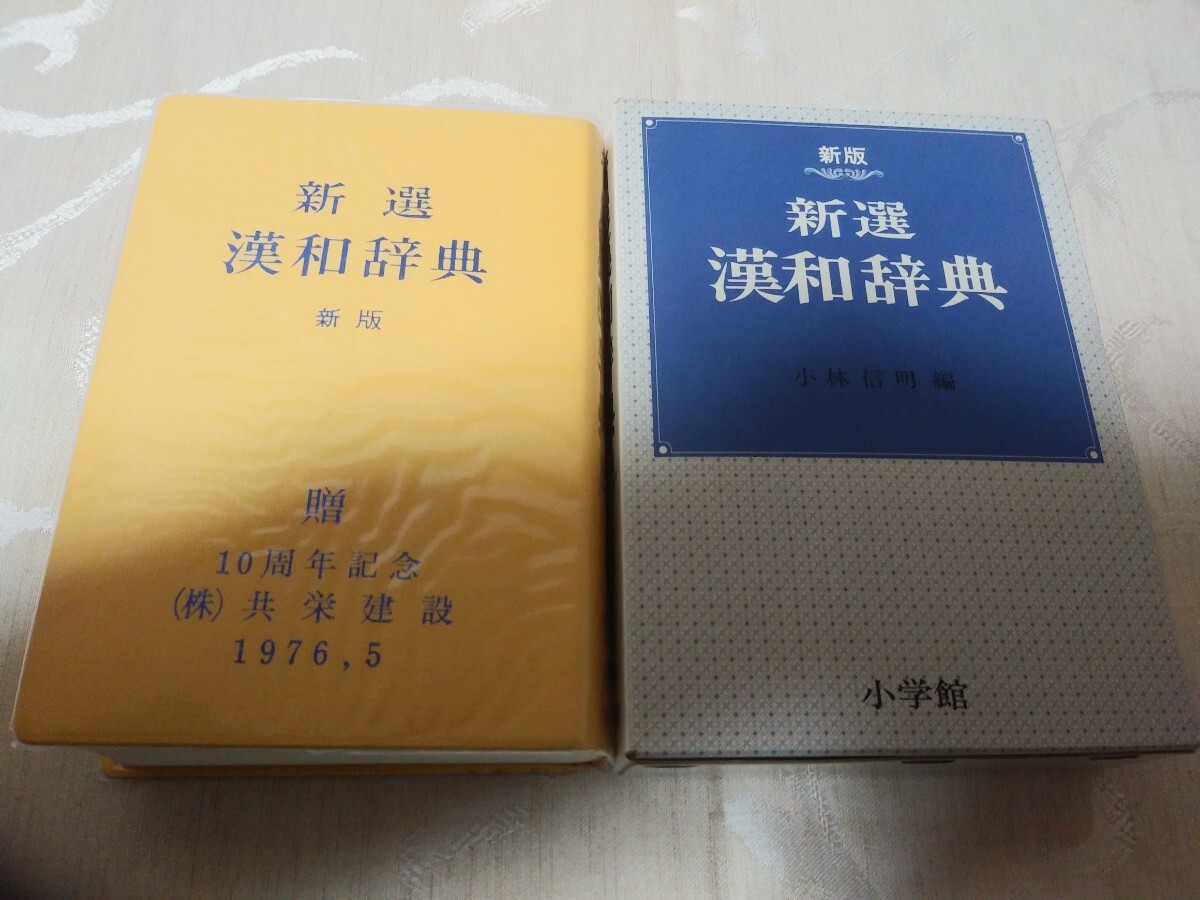 新選
漢和辞典
新版
贈
10周年記念
(株)共栄建設
1976,5
新版
新選
漢和辞典
小林信明編
小学館